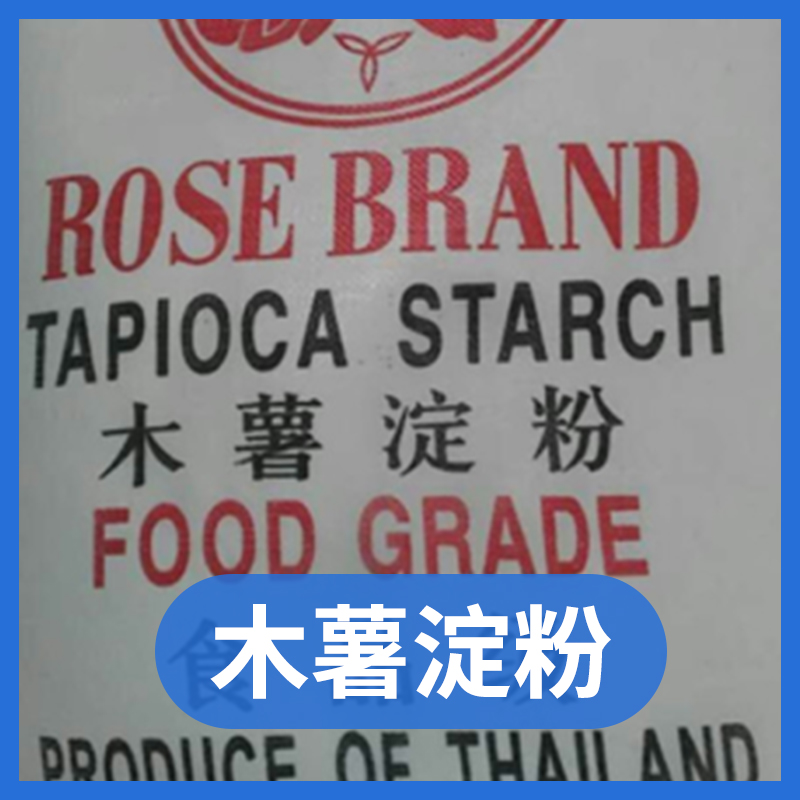 ROSE BRAND
TAPIOCA STARCH
木薯淀粉
FOOD GRADE
木薯淀粉
PRODUCE OF THAILAND